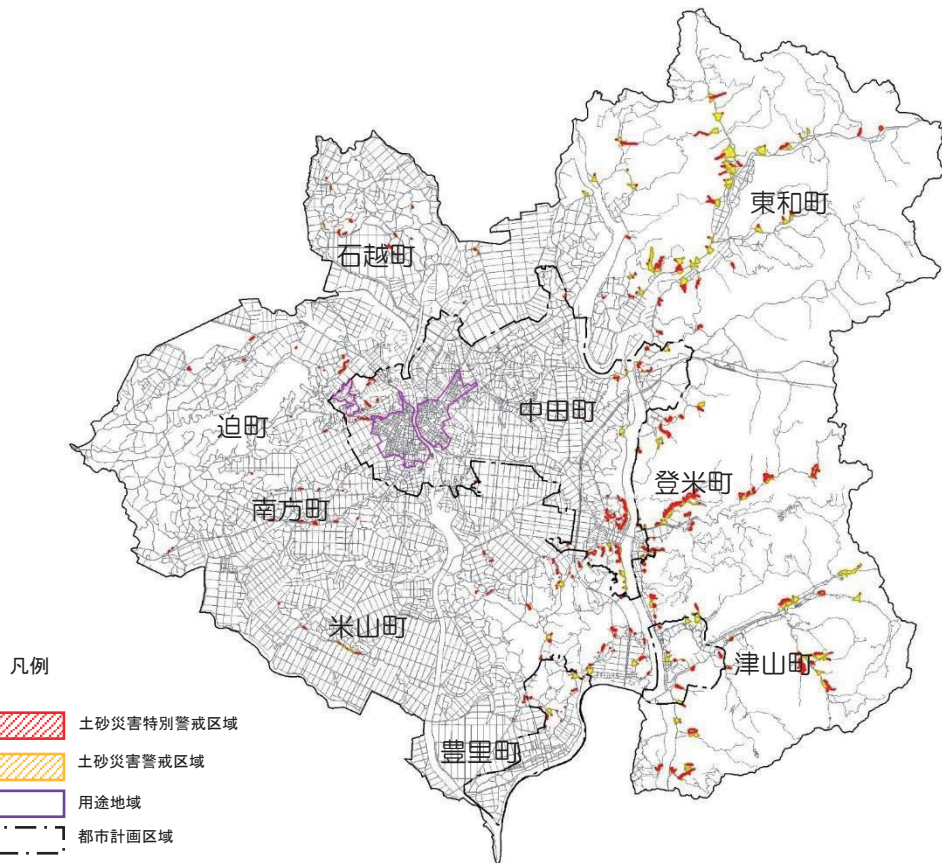 東和町
石越町
中田町
迫町
登米町
南方町
米山町
津山町
豊里町
凡例
土砂災害特別警戒区域
土砂災害警戒区域
用途地域
都市計画区域